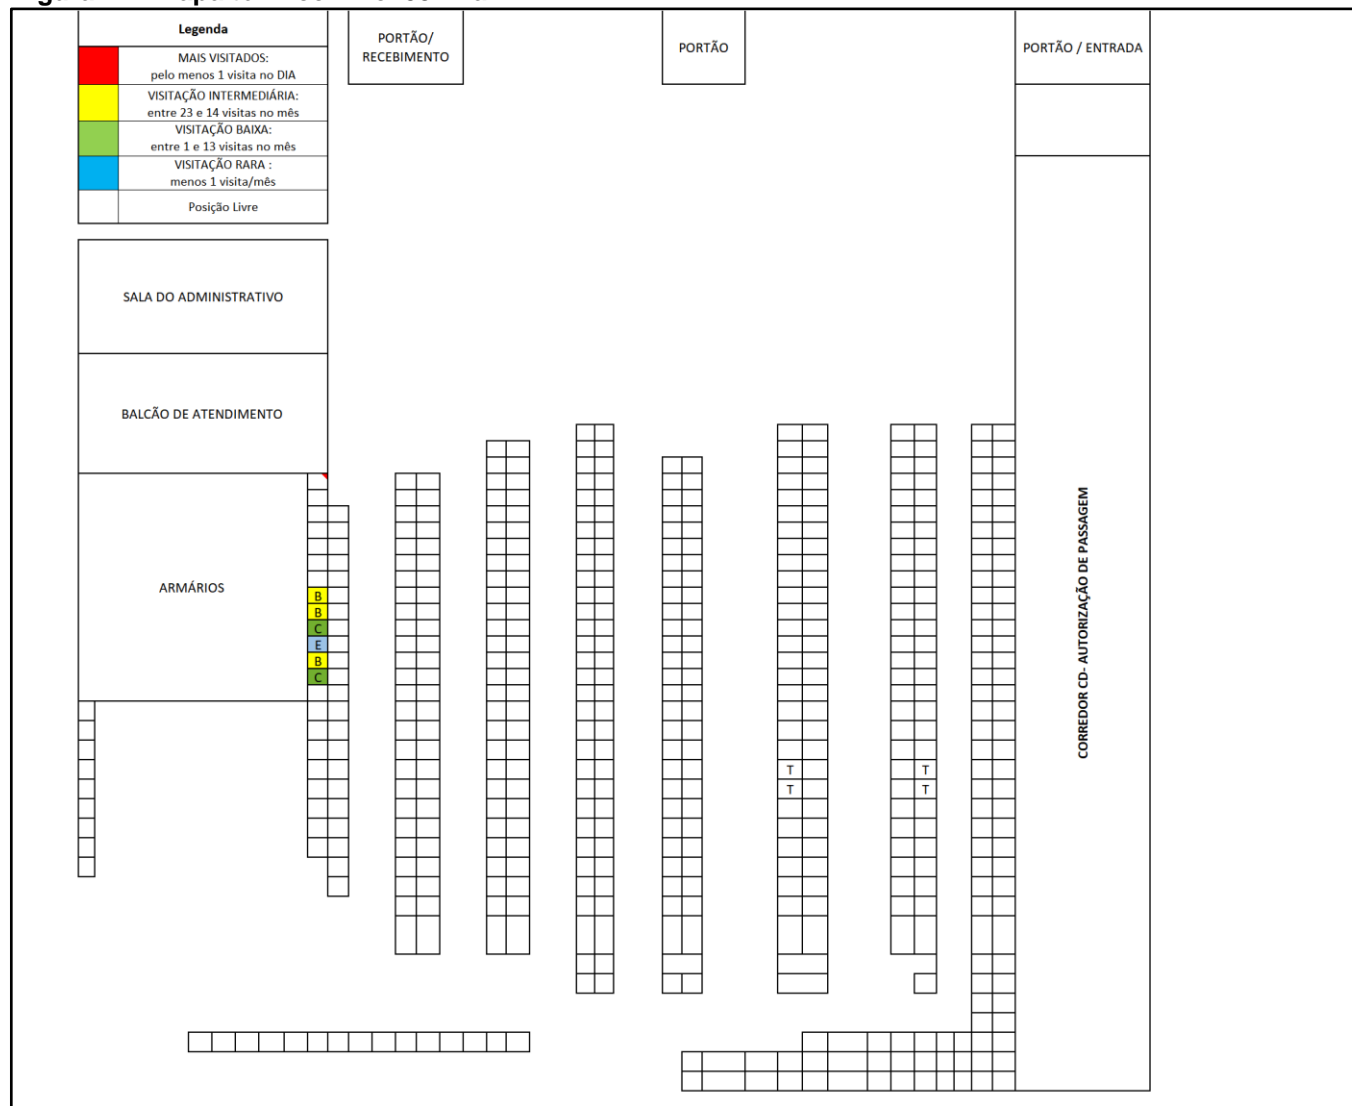 Legenda
MAIS VISITADOS:
pelo menos 1 visita no DIA
VISITAÇÃO INTERMEDIÁRIA:
entre 23 e 14 visitas no mês
VISITAÇÃO BAIXA:
entre 1 e 13 visitas no mês
VISITAÇÃO RARA :
menos 1 visita/mês
Posição Livre
PORTÃO/
RECEBIMENTO
PORTÃO
PORTÃO / ENTRADA
SALA DO ADMINISTRATIVO
BALCÃO DE ATENDIMENTO
ARMÁRIOS
B
B
C
E
B
C
T
T
T
T
CORREDOR CD- AUTORIZAÇÃO DE PASSAGEM